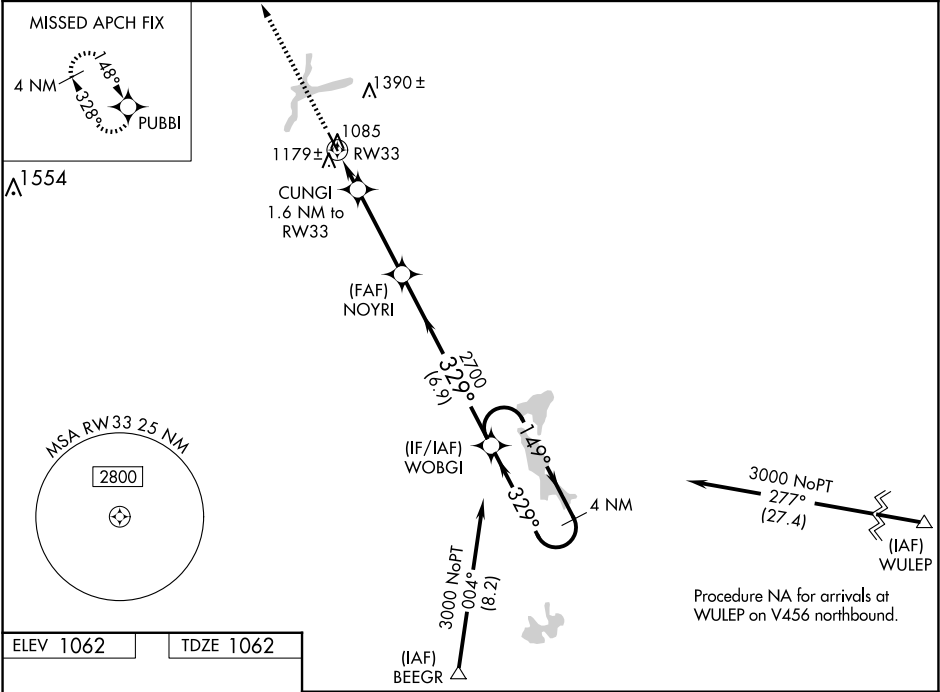 MISSED APCH FIX
4 NM
148°
328°
PUBBI
1390 ±
1085
1179 ±
RW33
1554
CUNGI
1.6 NM to
RW33
(FAF)
NOYRI
2700
329°
(6.9)
(IF/IAF)
WOBGI
149°
329°
4 NM
MSA RW33 25 NM
2800
3000 NoPT
277°
(27.4)
(IAF)
WULEP
3000 NoPT
004°
(8.2)
Procedure NA for arrivals at
WULEP on V456 northbound.
(IAF)
BEEGR
ELEV 1062
TDZE 1062